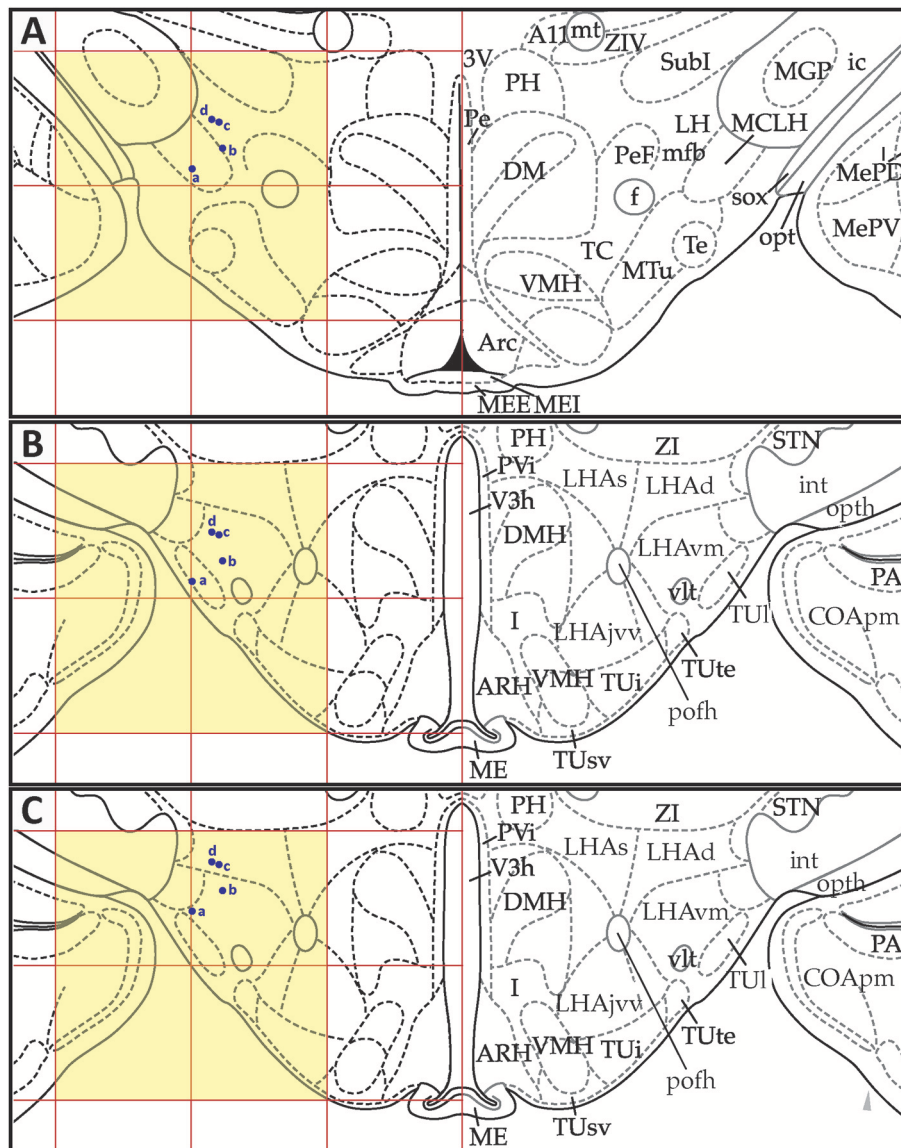 A
A11 mt ZIV
3V
SubI
MGP
ic
PH
d
c
Pe
LH
MCLH
b
PeF mfb
a
DM
MePD
f
sox
opt
MePV
TC
Te
MTu
VMH
Arc
MEE
MEI
B
PH
ZI
STN
PVi
LHAs
LHAd
int
V3h
opth
d
c
DMH
b
LHAvm
a
PA
vlt
TUl
COApm
I
LHAjvv
TUte
ARH
VMH
TUi
pofh
ME
TUsv
C
PH
ZI
STN
PVi
LHAs
LHAd
int
d
c
V3h
opth
b
DMH
a
LHAvm
PA
vlt
TUl
COApm
I
LHAjvv
TUte
ARH
VMH
TUi
pofh
ME
TUsv